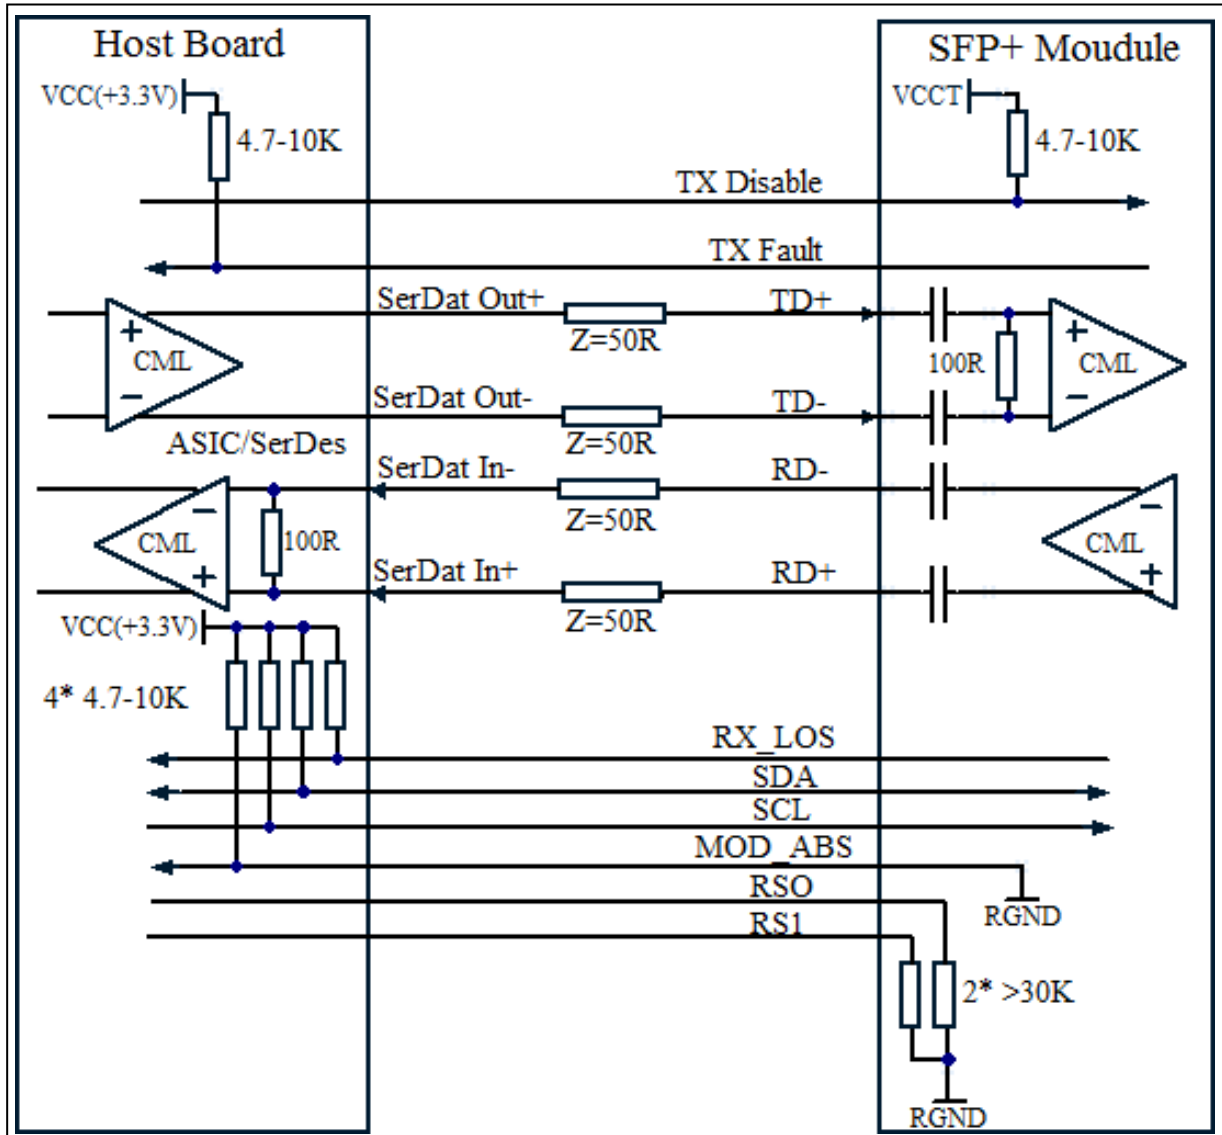 Host Board
SFP+ Moudule
VCC(+3.3V)
VCCT
4.7-10K
4.7-10K
TX Disable
TX Fault
SerDat Out+
TD+
Z=50R
+
CML
−
100R
+
CML
−
SerDat Out-
TD-
Z=50R
ASIC/SerDes
SerDat In-
RD-
Z=50R
−
CML
+
100R
−
CML
+
SerDat In+
RD+
Z=50R
VCC(+3.3V)
4* 4.7-10K
RX_LOS
SDA
SCL
MOD_ABS
RSO
RGND
RS1
2* >30K
RGND